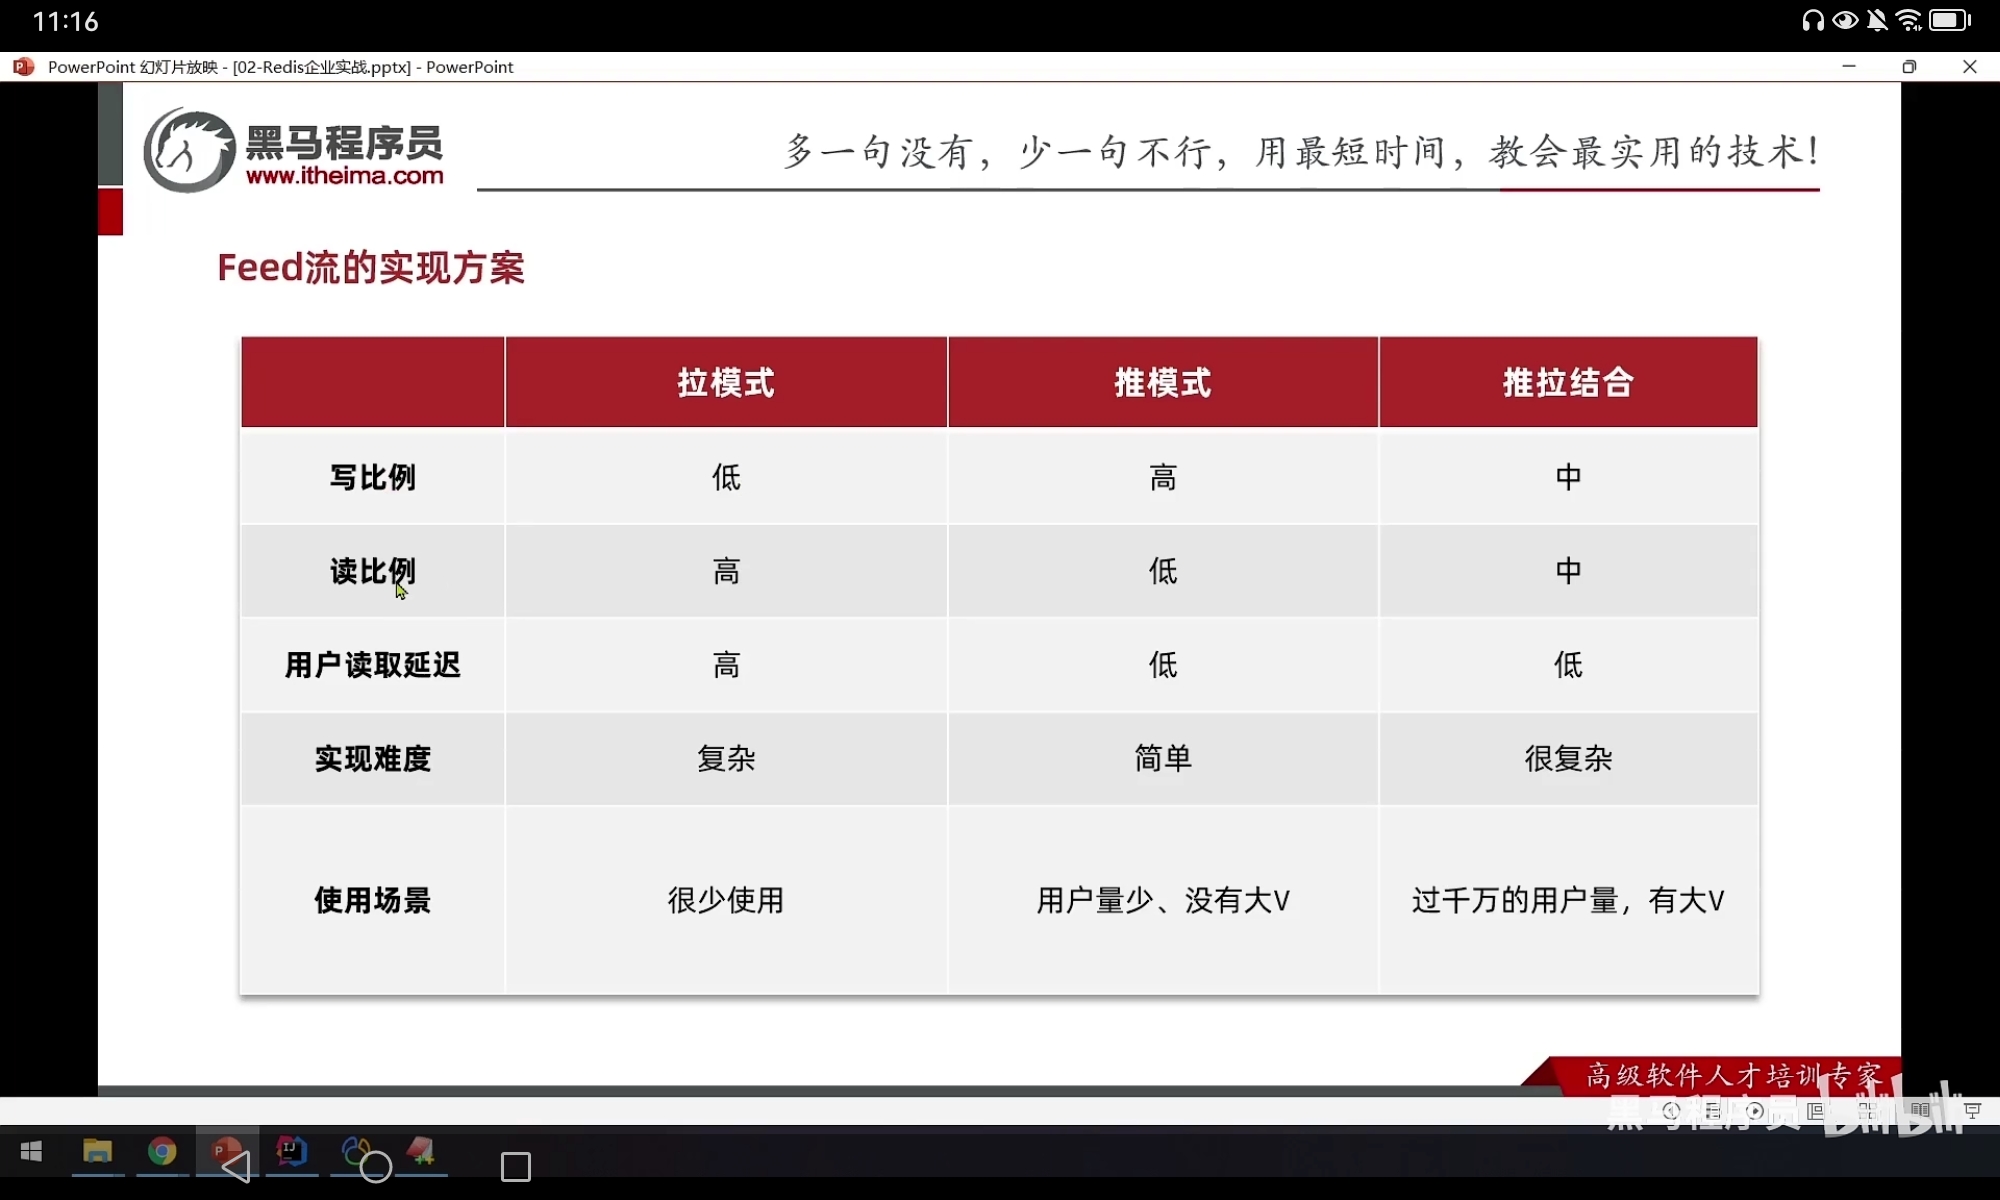 11:16
PowerPoint 幻灯片放映 - [02-Redis企业实战.pptx] - PowerPoint
黑马程序员
www.itheima.com
多一句没有，少一句不行，用最短时间，教会最实用的技术！
Feed流的实现方案
拉模式 推模式 推拉结合
写比例 低 高 中
读比例 高 低 中
用户读取延迟 高 低 低
实现难度 复杂 简单 很复杂
使用场景 很少使用 用户量少、没有大V 过千万的用户量，有大V
高级软件人才培训专家
黑马程序员 bilibili